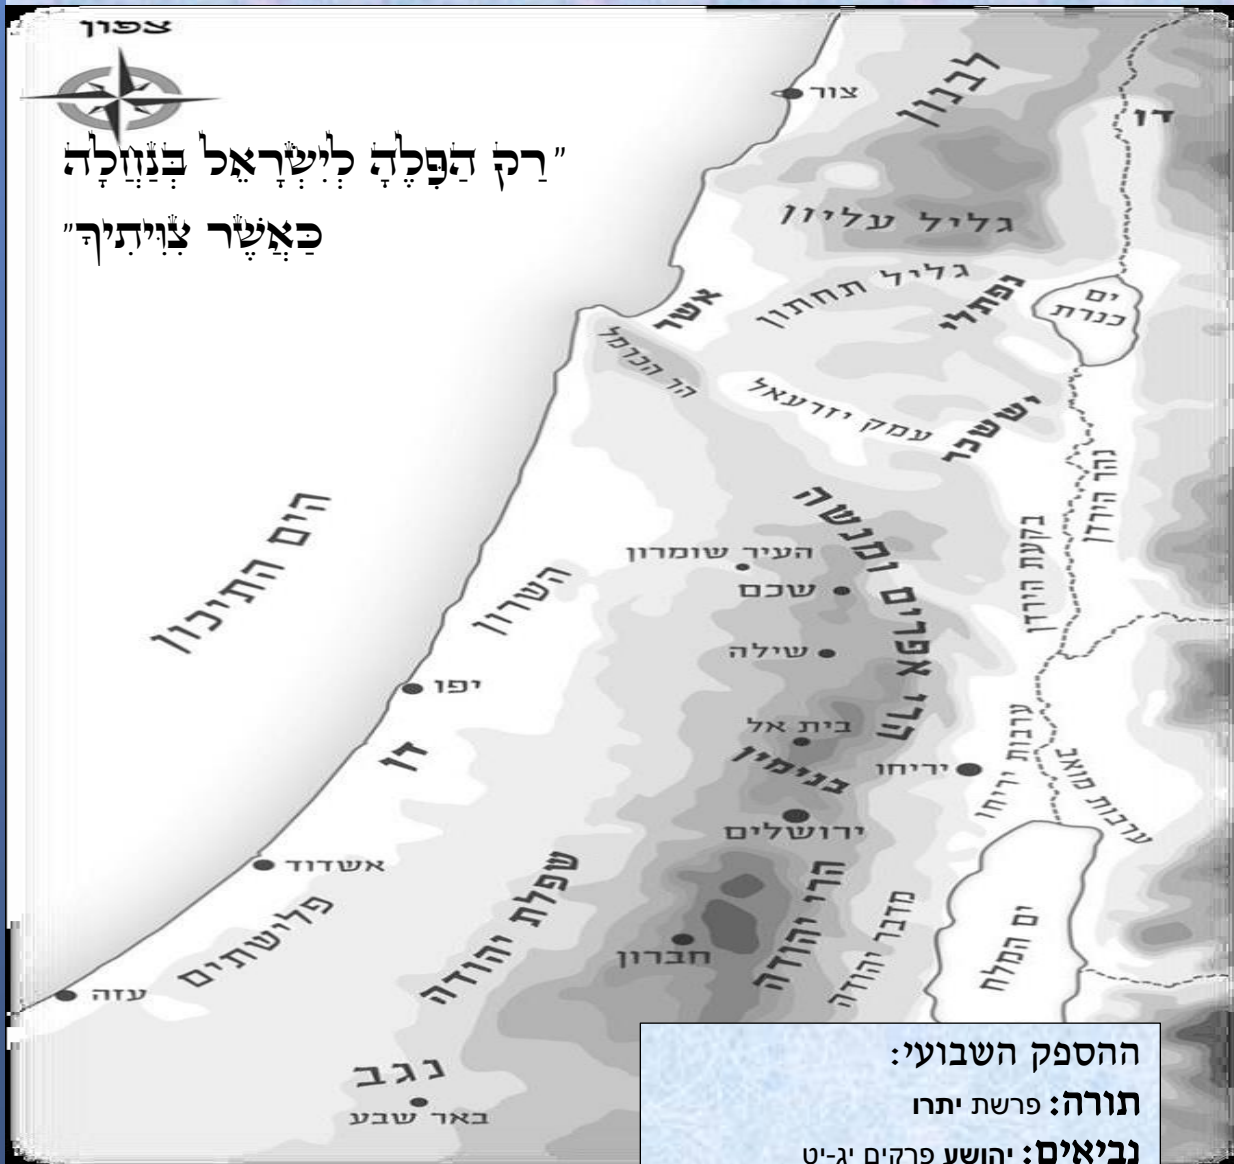 צפון
"רַק הַפִּלֶהָ לְיִשְׂרָאֵל בְּנַחֲלָה
כַּאֲשֶׁר צִוִּיתִיךָ"
צור
לבנון
דן
גליל עליון
גליל תחתון
נפתלי
ים
כנרת
אשר
הר הכרמל
עמק יזרעאל
יששכר
נהר הירדן
בקעת הירדן
הים התיכון
השרון
העיר שומרון
שכם
הרי אפרים ומנשה
שילה
יפו
בית אל
דן
בנימין
יריחו
ערבות יריחו
ערבות מואב
ירושלים
אשדוד
פלישתים
שפלת יהודה
הרי יהודה
מדבר יהודה
ים המלח
חברון
עזה
נגב
באר שבע
ההספק השבועי:
תורה: פרשת יתרו
נביאים: יהושע פרקים יג-יט